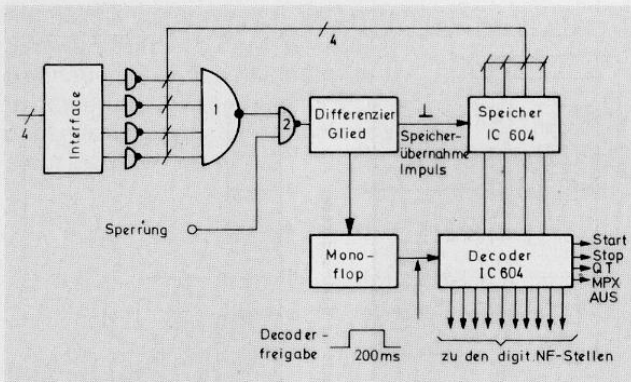 4
4
Interface
1
2
Differenzier
Glied
Speicher-
übernahme
Impuls
Speicher
IC 604
Sperrung
Mono-
flop
Decoder
IC 604
Start
Stop
QT
MPX
AUS
Decoder-
freigabe
200ms
zu den digit. NF-Stellen